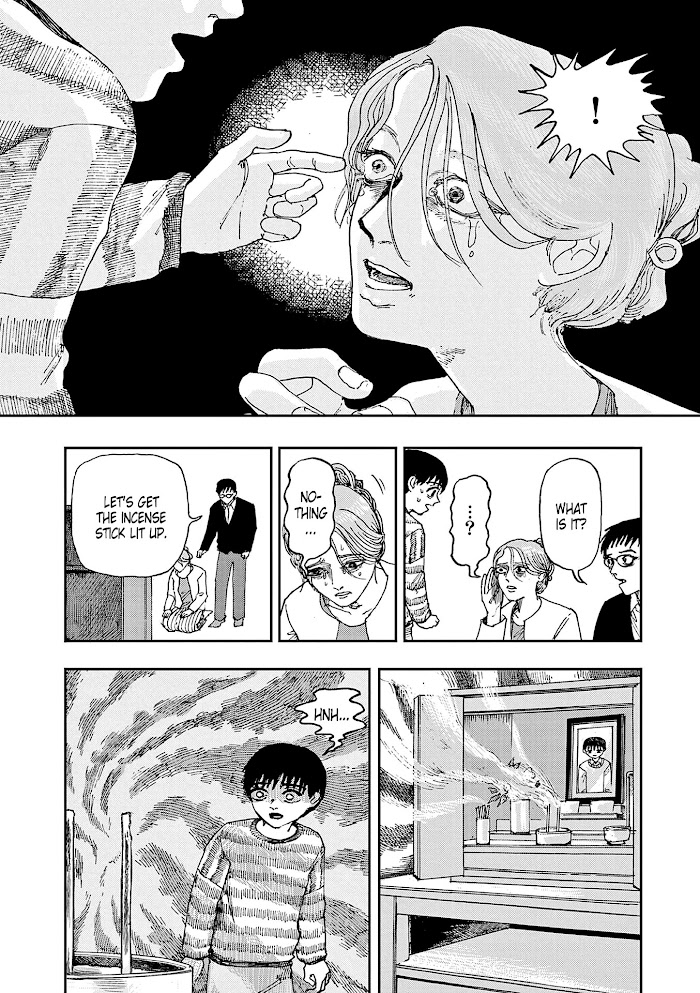 !
WHAT
IS IT?
...?
NO-
THING
...
LET'S GET
THE INCENSE
STICK LIT UP.
HNH...